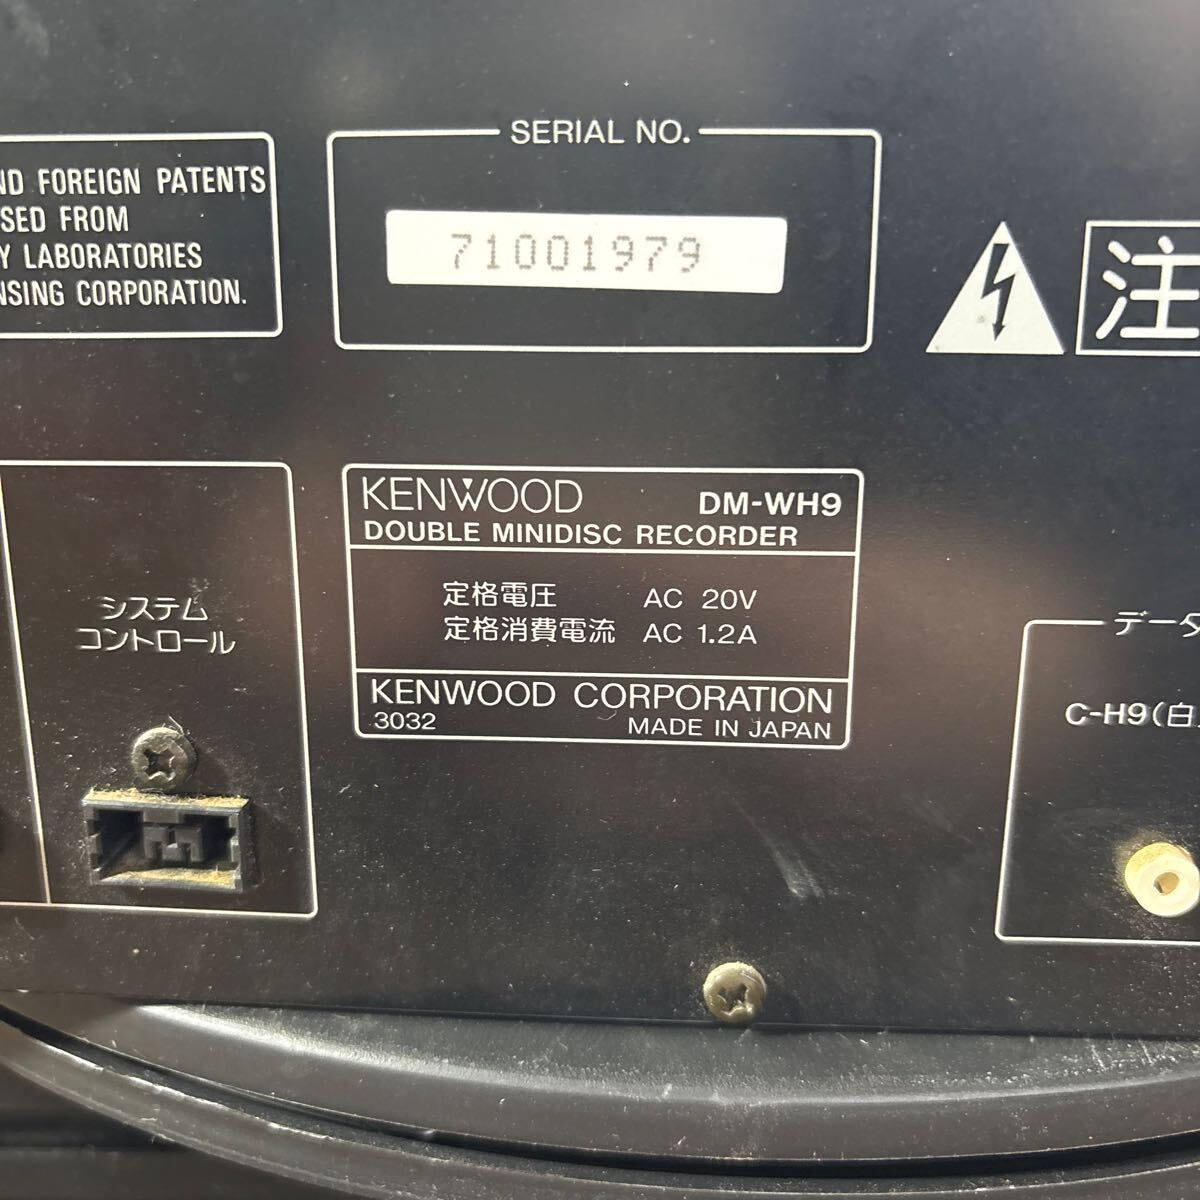 ND FOREIGN PATENTS
SED FROM
Y LABORATORIES
NSING CORPORATION.
SERIAL NO.
71001979
注
システム
コントロール
KENWOOD DM-WH9
DOUBLE MINIDISC RECORDER
定格電圧 AC 20V
定格消費電流 AC 1.2A
KENWOOD CORPORATION
3032 MADE IN JAPAN
データ
C-H9(白